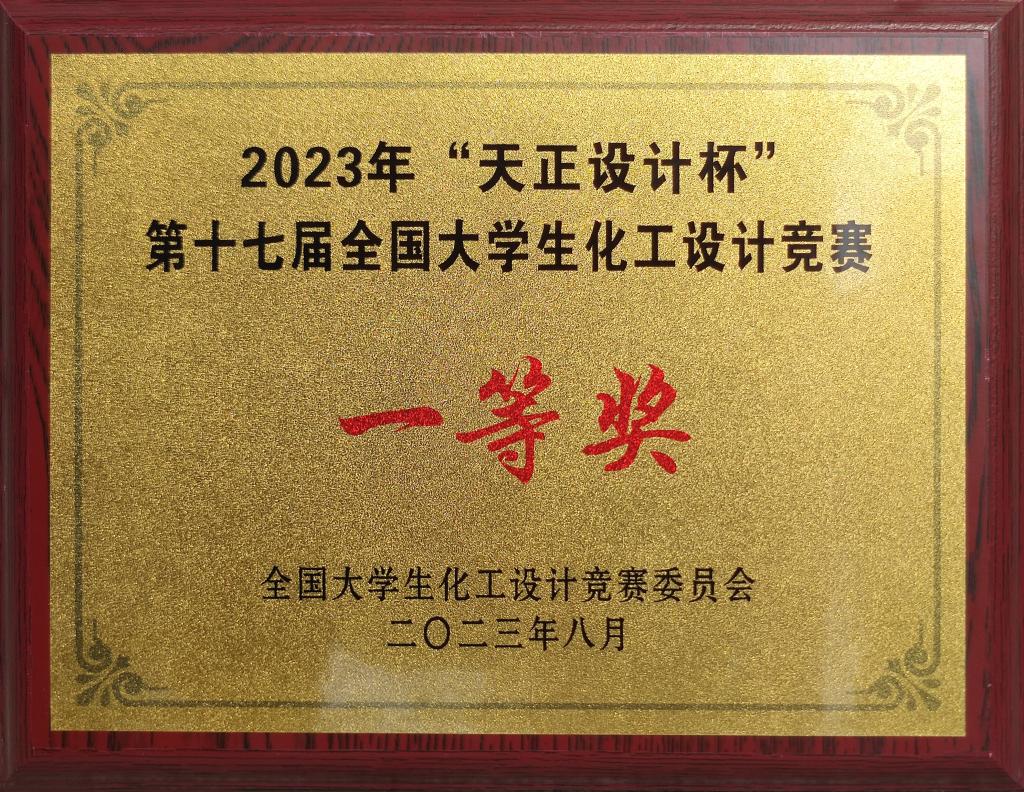 2023年“天正设计杯”
第十七届全国大学生化工设计竞赛
一等奖
全国大学生化工设计竞赛委员会
二〇二三年八月